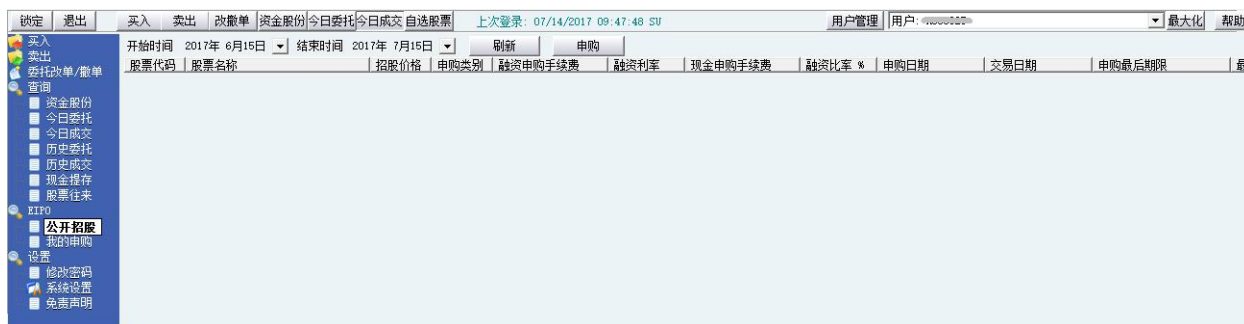 锁定 退出 买入 卖出 改撤单 资金股份 今日委托 今日成交 自选股票 上次登录: 07/14/2017 09:47:48 SU 用户管理 用户: 最大化 帮助
开始时间 2017年 6月15日 结束时间 2017年 7月15日 刷新 申购
股票代码 股票名称 招股价格 申购类别 融资申购手续费 融资利率 现金申购手续费 融资比率 % 申购日期 交易日期 申购最后期限
买入
卖出
委托改单/撤单
查询
资金股份
今日委托
今日成交
历史委托
历史成交
现金提存
股票往来
EIPO
公开招股
我的申购
设置
修改密码
系统设置
免责声明